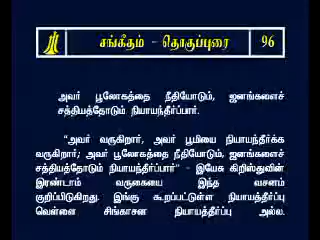 சங்கீதம் - தொகுப்புரை 96
அவர் பூலோகத்தை நீதியோடும், ஜனங்களைச்
சத்தியத்தோடும் நியாயந்தீர்ப்பார்.
“அவர் வருகிறார், அவர் பூமியை நியாயந்தீர்க்க
வருகிறார்; அவர் பூலோகத்தை நீதியோடும், ஜனங்களைச்
சத்தியத்தோடும் நியாயந்தீர்ப்பார்” - இயேசு கிறிஸ்துவின்
இரண்டாம் வருகையை இந்த வசனம்
குறிப்பிடுகிறது. இங்கு கூறப்பட்டுள்ள நியாயத்தீர்ப்பு
வெள்ளை சிங்காசன நியாயத்தீர்ப்பு அல்ல.